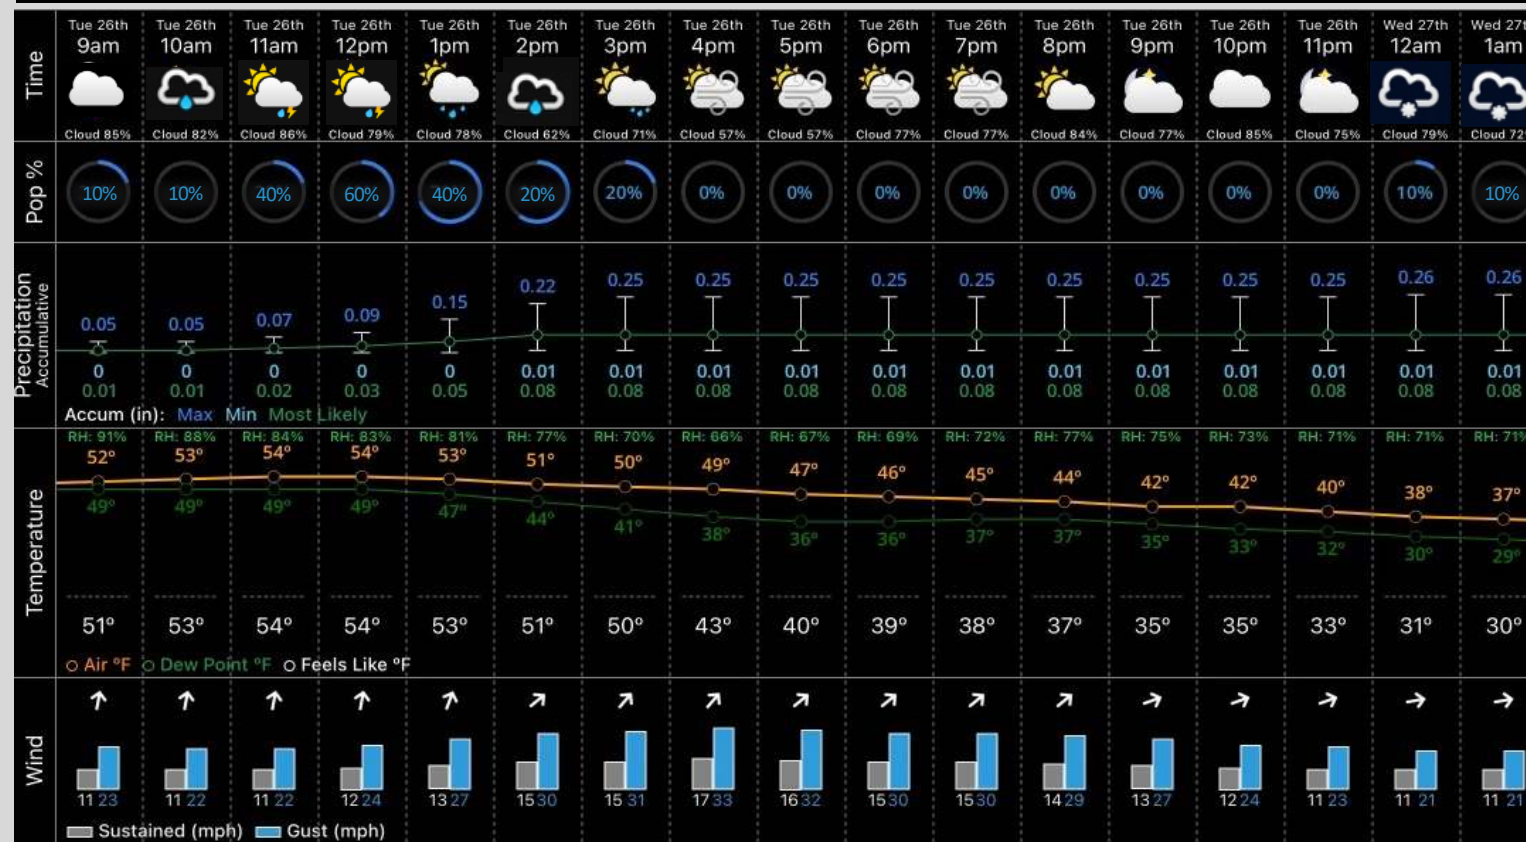 Time
Tue 26th Tue 26th Tue 26th Tue 26th Tue 26th Tue 26th Tue 26th Tue 26th Tue 26th Tue 26th Tue 26th Tue 26th Tue 26th Tue 26th Tue 26th Wed 27th Wed 27t
9am 10am 11am 12pm 1pm 2pm 3pm 4pm 5pm 6pm 7pm 8pm 9pm 10pm 11pm 12am 1am
Cloud 85% Cloud 82% Cloud 86% Cloud 79% Cloud 78% Cloud 62% Cloud 71% Cloud 57% Cloud 57% Cloud 77% Cloud 77% Cloud 84% Cloud 77% Cloud 85% Cloud 75% Cloud 79% Cloud 72
Pop %
10% 10% 40% 60% 40% 20% 20% 0% 0% 0% 0% 0% 0% 0% 0% 10% 10%
Precipitation
Accumulative
0.05 0.05 0.07 0.09 0.15 0.22 0.25 0.25 0.25 0.25 0.25 0.25 0.25 0.25 0.25 0.26 0.26
0 0 0 0 0 0.01 0.01 0.01 0.01 0.01 0.01 0.01 0.01 0.01 0.01 0.01 0.01
0.01 0.01 0.02 0.03 0.05 0.08 0.08 0.08 0.08 0.08 0.08 0.08 0.08 0.08 0.08 0.08 0.08
Accum (in): Max Min Most Likely
Temperature
RH: 91% RH: 88% RH: 84% RH: 83% RH: 81% RH: 77% RH: 70% RH: 66% RH: 67% RH: 69% RH: 72% RH: 77% RH: 75% RH: 73% RH: 71% RH: 71% RH: 71%
52° 53° 54° 54° 53° 51° 50° 49° 47° 46° 45° 44° 42° 42° 40° 38° 37°
49° 49° 49° 49° 47° 44° 41° 38° 36° 36° 37° 37° 35° 33° 32° 30° 29°
51° 53° 54° 54° 53° 51° 50° 43° 40° 39° 38° 37° 35° 35° 33° 31° 30°
Air °F Dew Point °F Feels Like °F
Wind
11 23 11 22 11 22 12 24 13 27 15 30 15 31 17 33 16 32 15 30 15 30 14 29 13 27 12 24 11 23 11 21 11 21
Sustained (mph) Gust (mph)